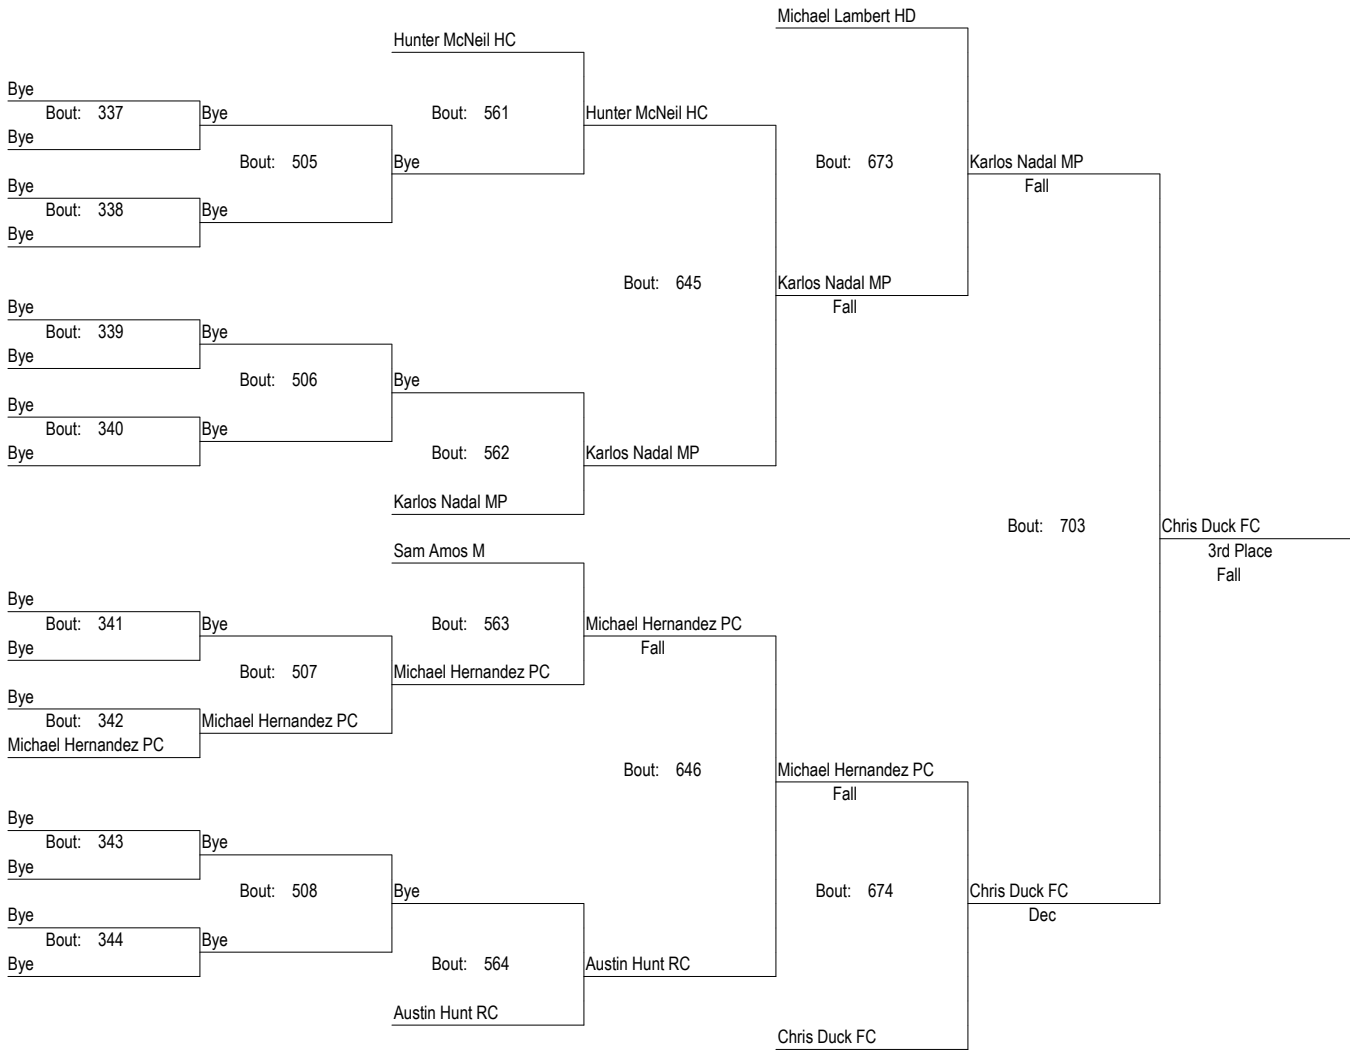 Michael Lambert HD
Hunter McNeil HC
Bye
Bout: 337
Bye
Bout: 561
Hunter McNeil HC
Bye
Bout: 505
Bye
Bout: 673
Karlos Nadal MP
Fall
Bye
Bout: 338
Bye
Bye
Bout: 645
Karlos Nadal MP
Fall
Bye
Bout: 339
Bye
Bye
Bout: 506
Bye
Bye
Bout: 340
Bye
Bye
Bout: 562
Karlos Nadal MP
Karlos Nadal MP
Bout: 703
Chris Duck FC
3rd Place
Fall
Sam Amos M
Bye
Bout: 341
Bye
Bout: 563
Michael Hernandez PC
Fall
Bye
Bout: 507
Michael Hernandez PC
Bye
Bout: 342
Michael Hernandez PC
Michael Hernandez PC
Bout: 646
Michael Hernandez PC
Fall
Bye
Bout: 343
Bye
Bye
Bout: 508
Bye
Bout: 674
Chris Duck FC
Dec
Bye
Bout: 344
Bye
Bye
Bout: 564
Austin Hunt RC
Austin Hunt RC
Chris Duck FC